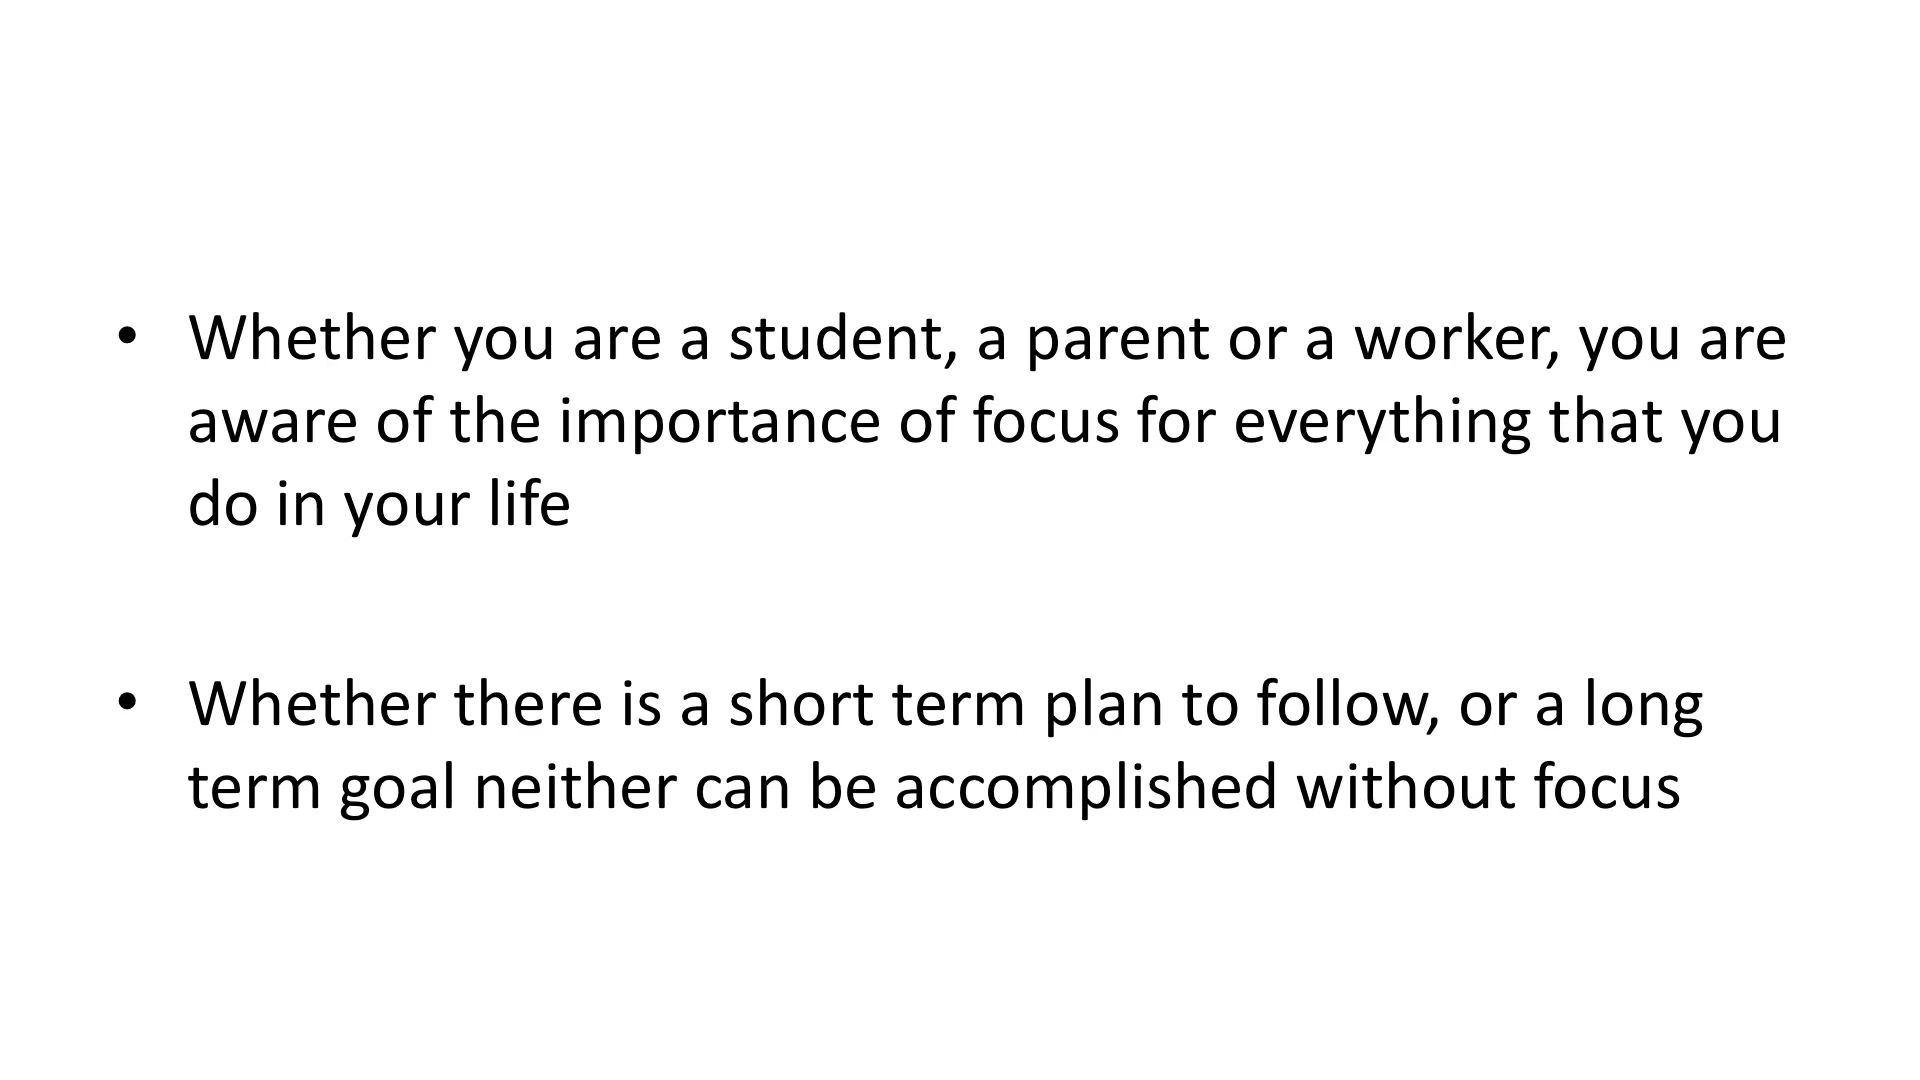 • Whether you are a student, a parent or a worker, you are
aware of the importance of focus for everything that you
do in your life
• Whether there is a short term plan to follow, or a long
term goal neither can be accomplished without focus